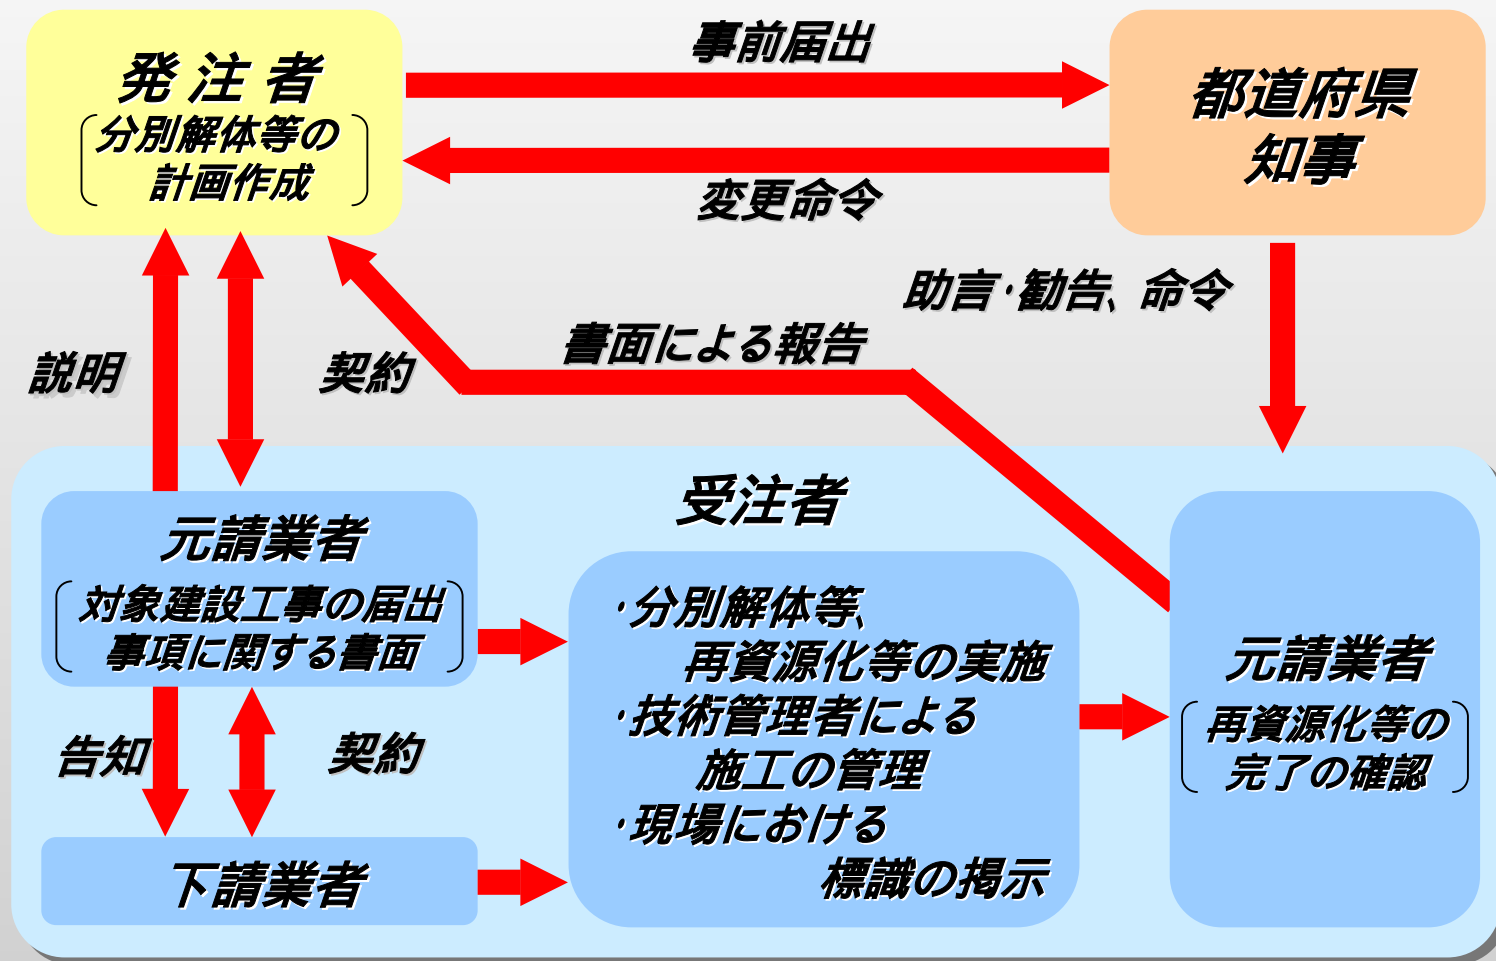 発 注 者
分別解体等の
計画作成
事前届出
変更命令
都道府県
知事
助言・勧告、命令
説明
契約
書面による報告
受注者
元請業者
対象建設工事の届出
事項に関する書面
告知
契約
下請業者
・分別解体等、
再資源化等の実施
・技術管理者による
施工の管理
・現場における
標識の掲示
元請業者
再資源化等の
完了の確認